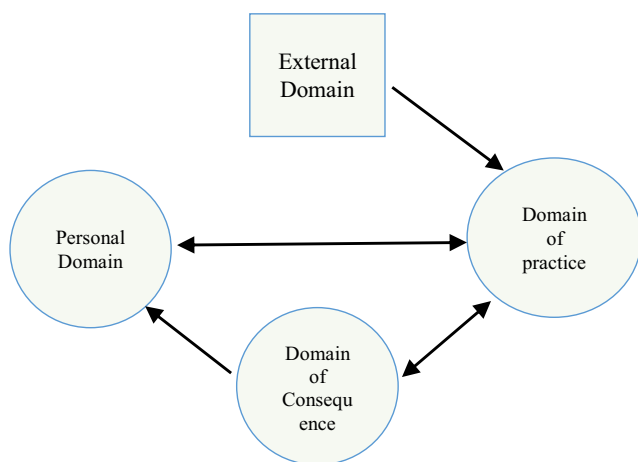 External
Domain
Personal
Domain
Domain
of
practice
Domain
of
Consequ
ence